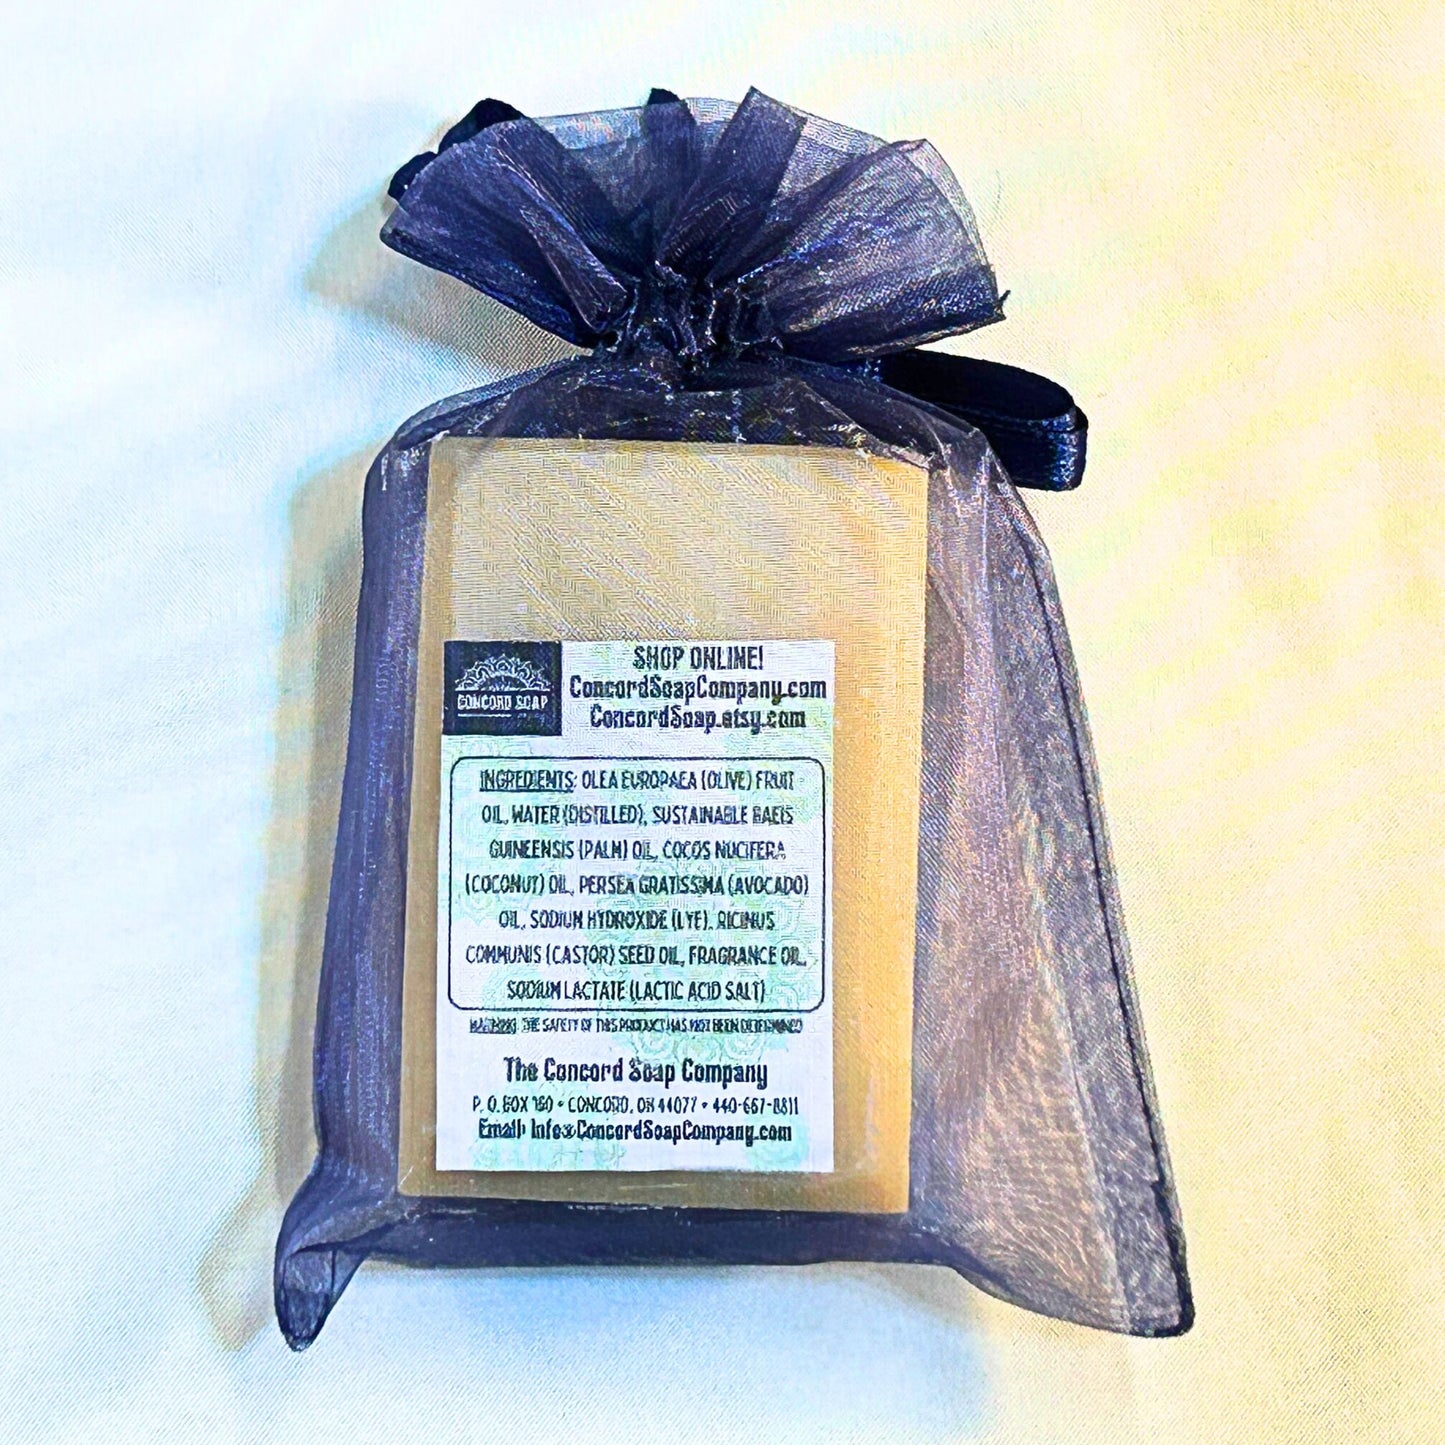 CONCORD SOAP
SHOP ONLINE!
ConcordSoapCompany.com
ConcordSoap.etsy.com
INGREDIENTS: OLEA EUROPAEA (OLIVE) FRUIT
OIL, WATER (DISTILLED), SUSTAINABLE EAEIS
GUINEENSIS (PALM) OIL, COCOS NUCIFERA
(COCONUT) OIL, PERSEA GRATISSIMA (AVOCADO)
OIL, SODIUM HYDROXIDE (LYE), RICINUS
COMMUNIS (CASTOR) SEED OIL, FRAGRANCE OIL,
SODIUM LACTATE (LACTIC ACID SALT)
WARNING: THE SAFETY OF THIS PRODUCT HAS NOT BEEN DETERMINED
The Concord Soap Company
P. O. BOX 180 • CONCORD, OH 44077 • 440-667-8811
Email: Info@ConcordSoapCompany.com